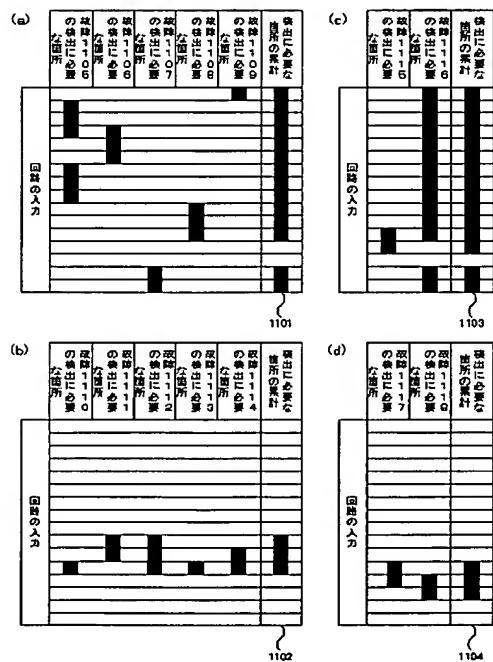 (a)
故障1105
の検出に必要
な箇所
故障1106
の検出に必要
な箇所
故障1107
の検出に必要
な箇所
故障1108
の検出に必要
な箇所
故障1109
の検出に必要
な箇所
検出に必要な
箇所の累計
回路の入力
1101
(c)
故障1115
の検出に必要
な箇所
故障1116
の検出に必要
な箇所
検出に必要な
箇所の累計
回路の入力
1103
(b)
故障1110
の検出に必要
な箇所
故障1111
の検出に必要
な箇所
故障1112
の検出に必要
な箇所
故障1113
の検出に必要
な箇所
故障1114
の検出に必要
な箇所
検出に必要な
箇所の累計
回路の入力
1102
(d)
故障1117
の検出に必要
な箇所
故障1118
の検出に必要
な箇所
検出に必要な
箇所の累計
回路の入力
1104